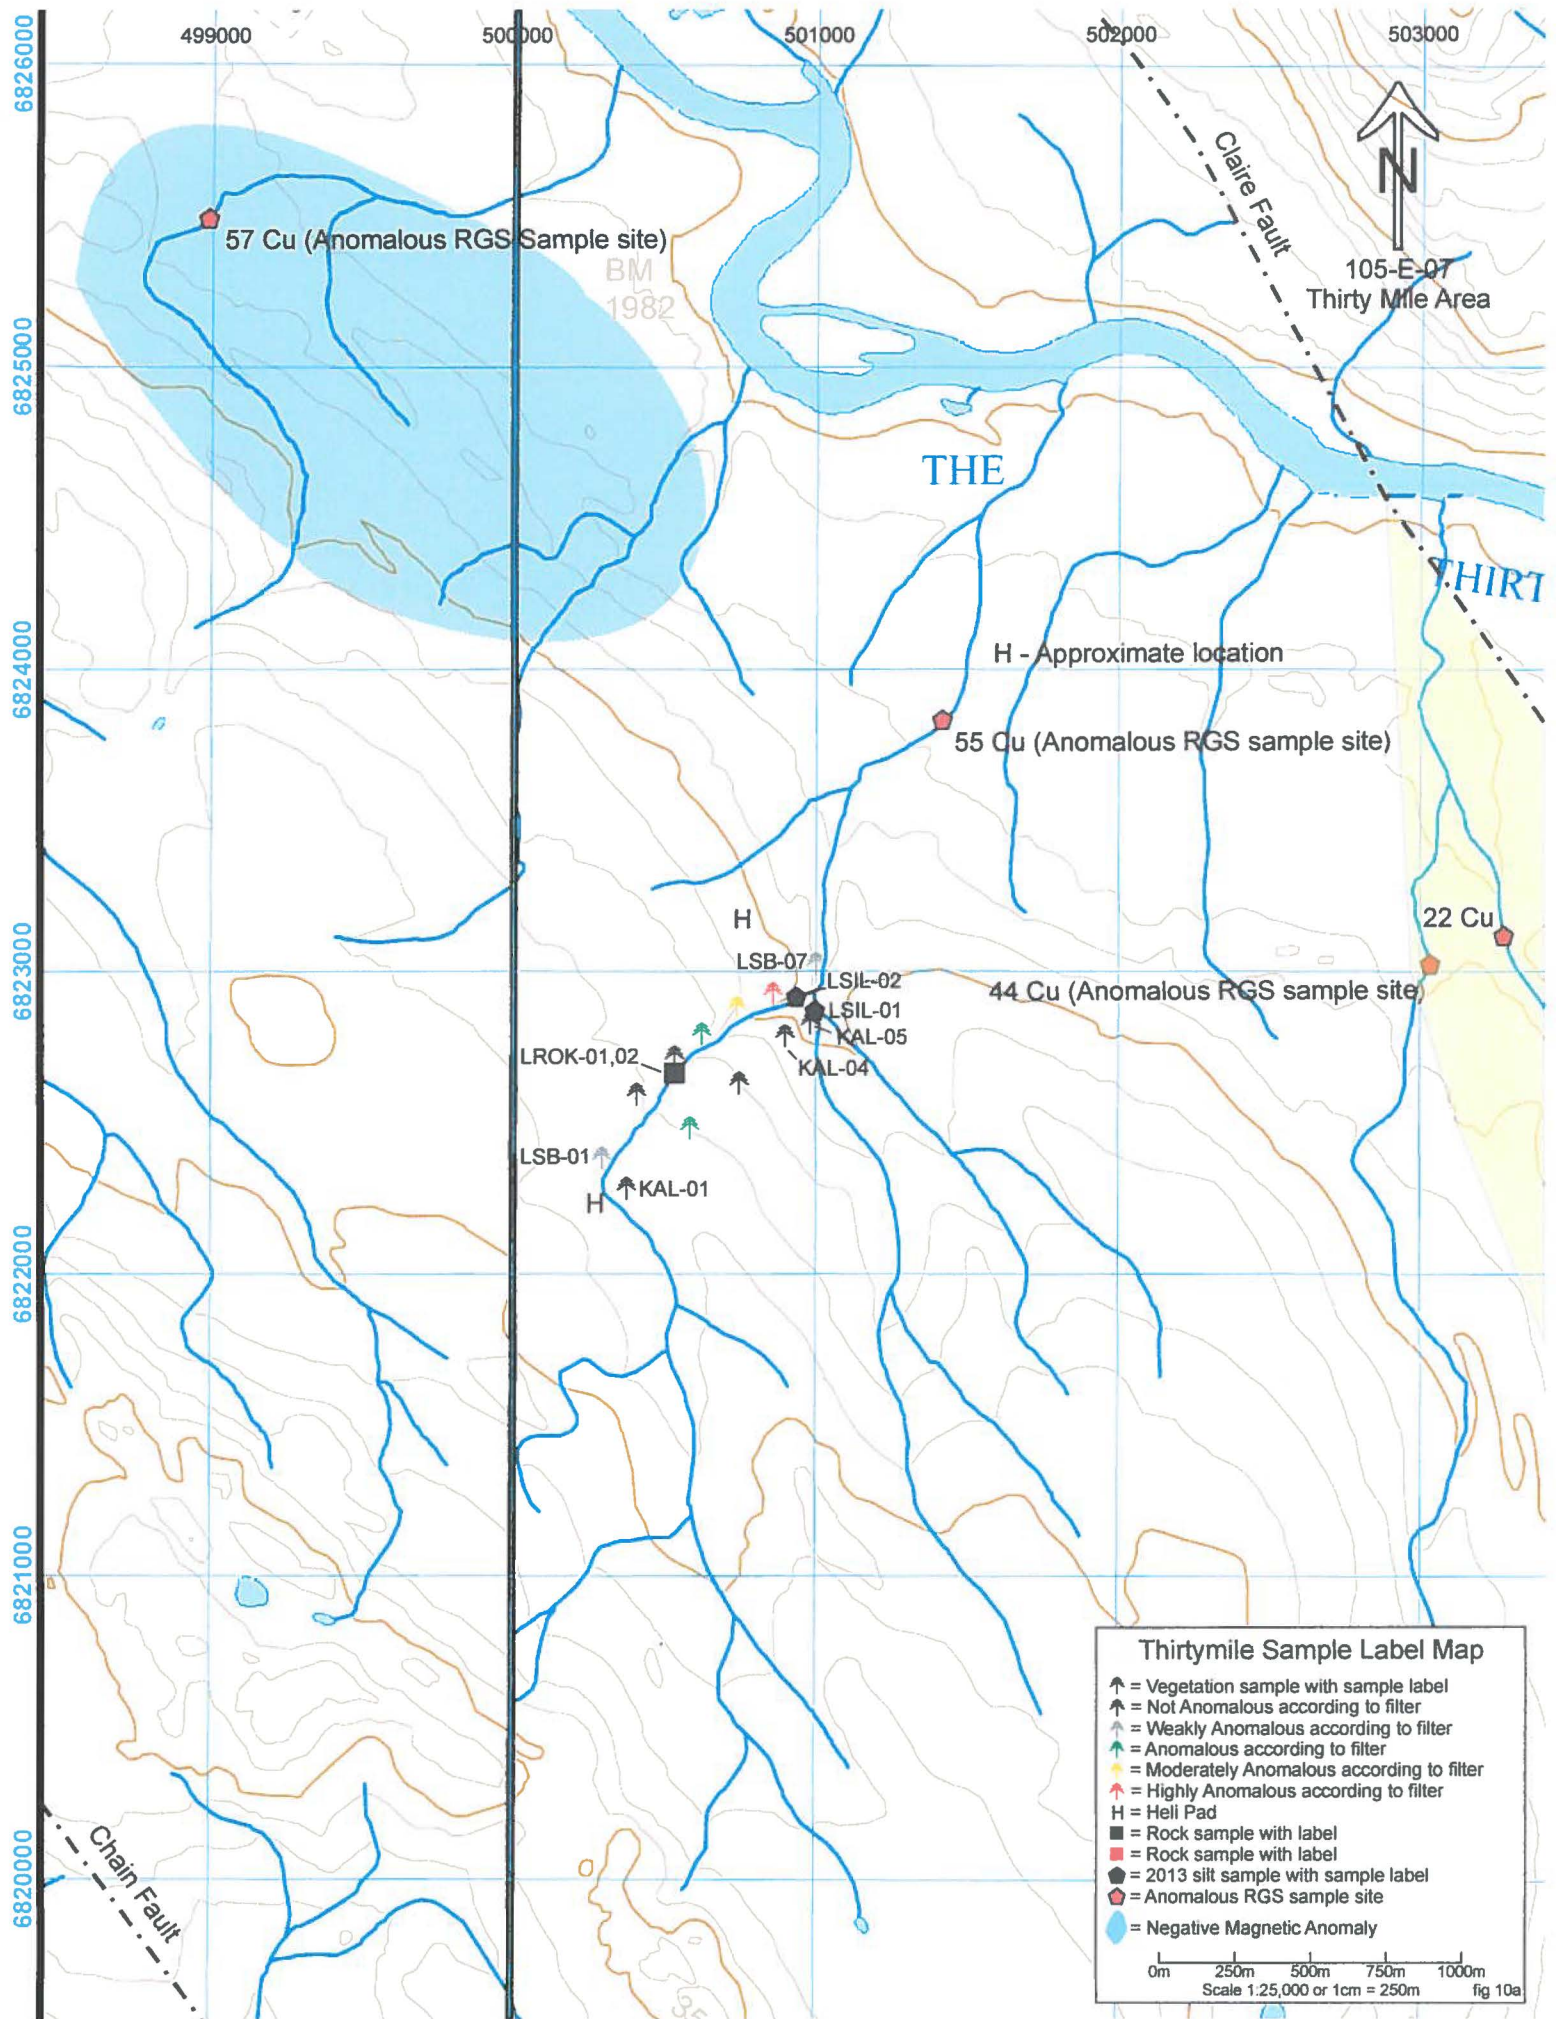 499000
500000
501000
502000
503000
6826000
6825000
6824000
6823000
6822000
6821000
6820000
Claire Fault
N
105-E-07
Thirty Mile Area
57 Cu (Anomalous RGS Sample site)
BM
1982
THE
THIRT
H - Approximate location
55 Cu (Anomalous RGS sample site)
22 Cu
44 Cu (Anomalous RGS sample site)
H
LSB-07
LSIL-02
LSIL-01
KAL-05
KAL-04
LROK-01,02
LSB-01
KAL-01
H
Chain Fault
35
Thirtymile Sample Label Map
= Vegetation sample with sample label
= Not Anomalous according to filter
= Weakly Anomalous according to filter
= Anomalous according to filter
= Moderately Anomalous according to filter
= Highly Anomalous according to filter
H = Heli Pad
= Rock sample with label
= Rock sample with label
= 2013 silt sample with sample label
= Anomalous RGS sample site
= Negative Magnetic Anomaly
0m 250m 500m 750m 1000m
Scale 1:25,000 or 1cm = 250m fig 10a